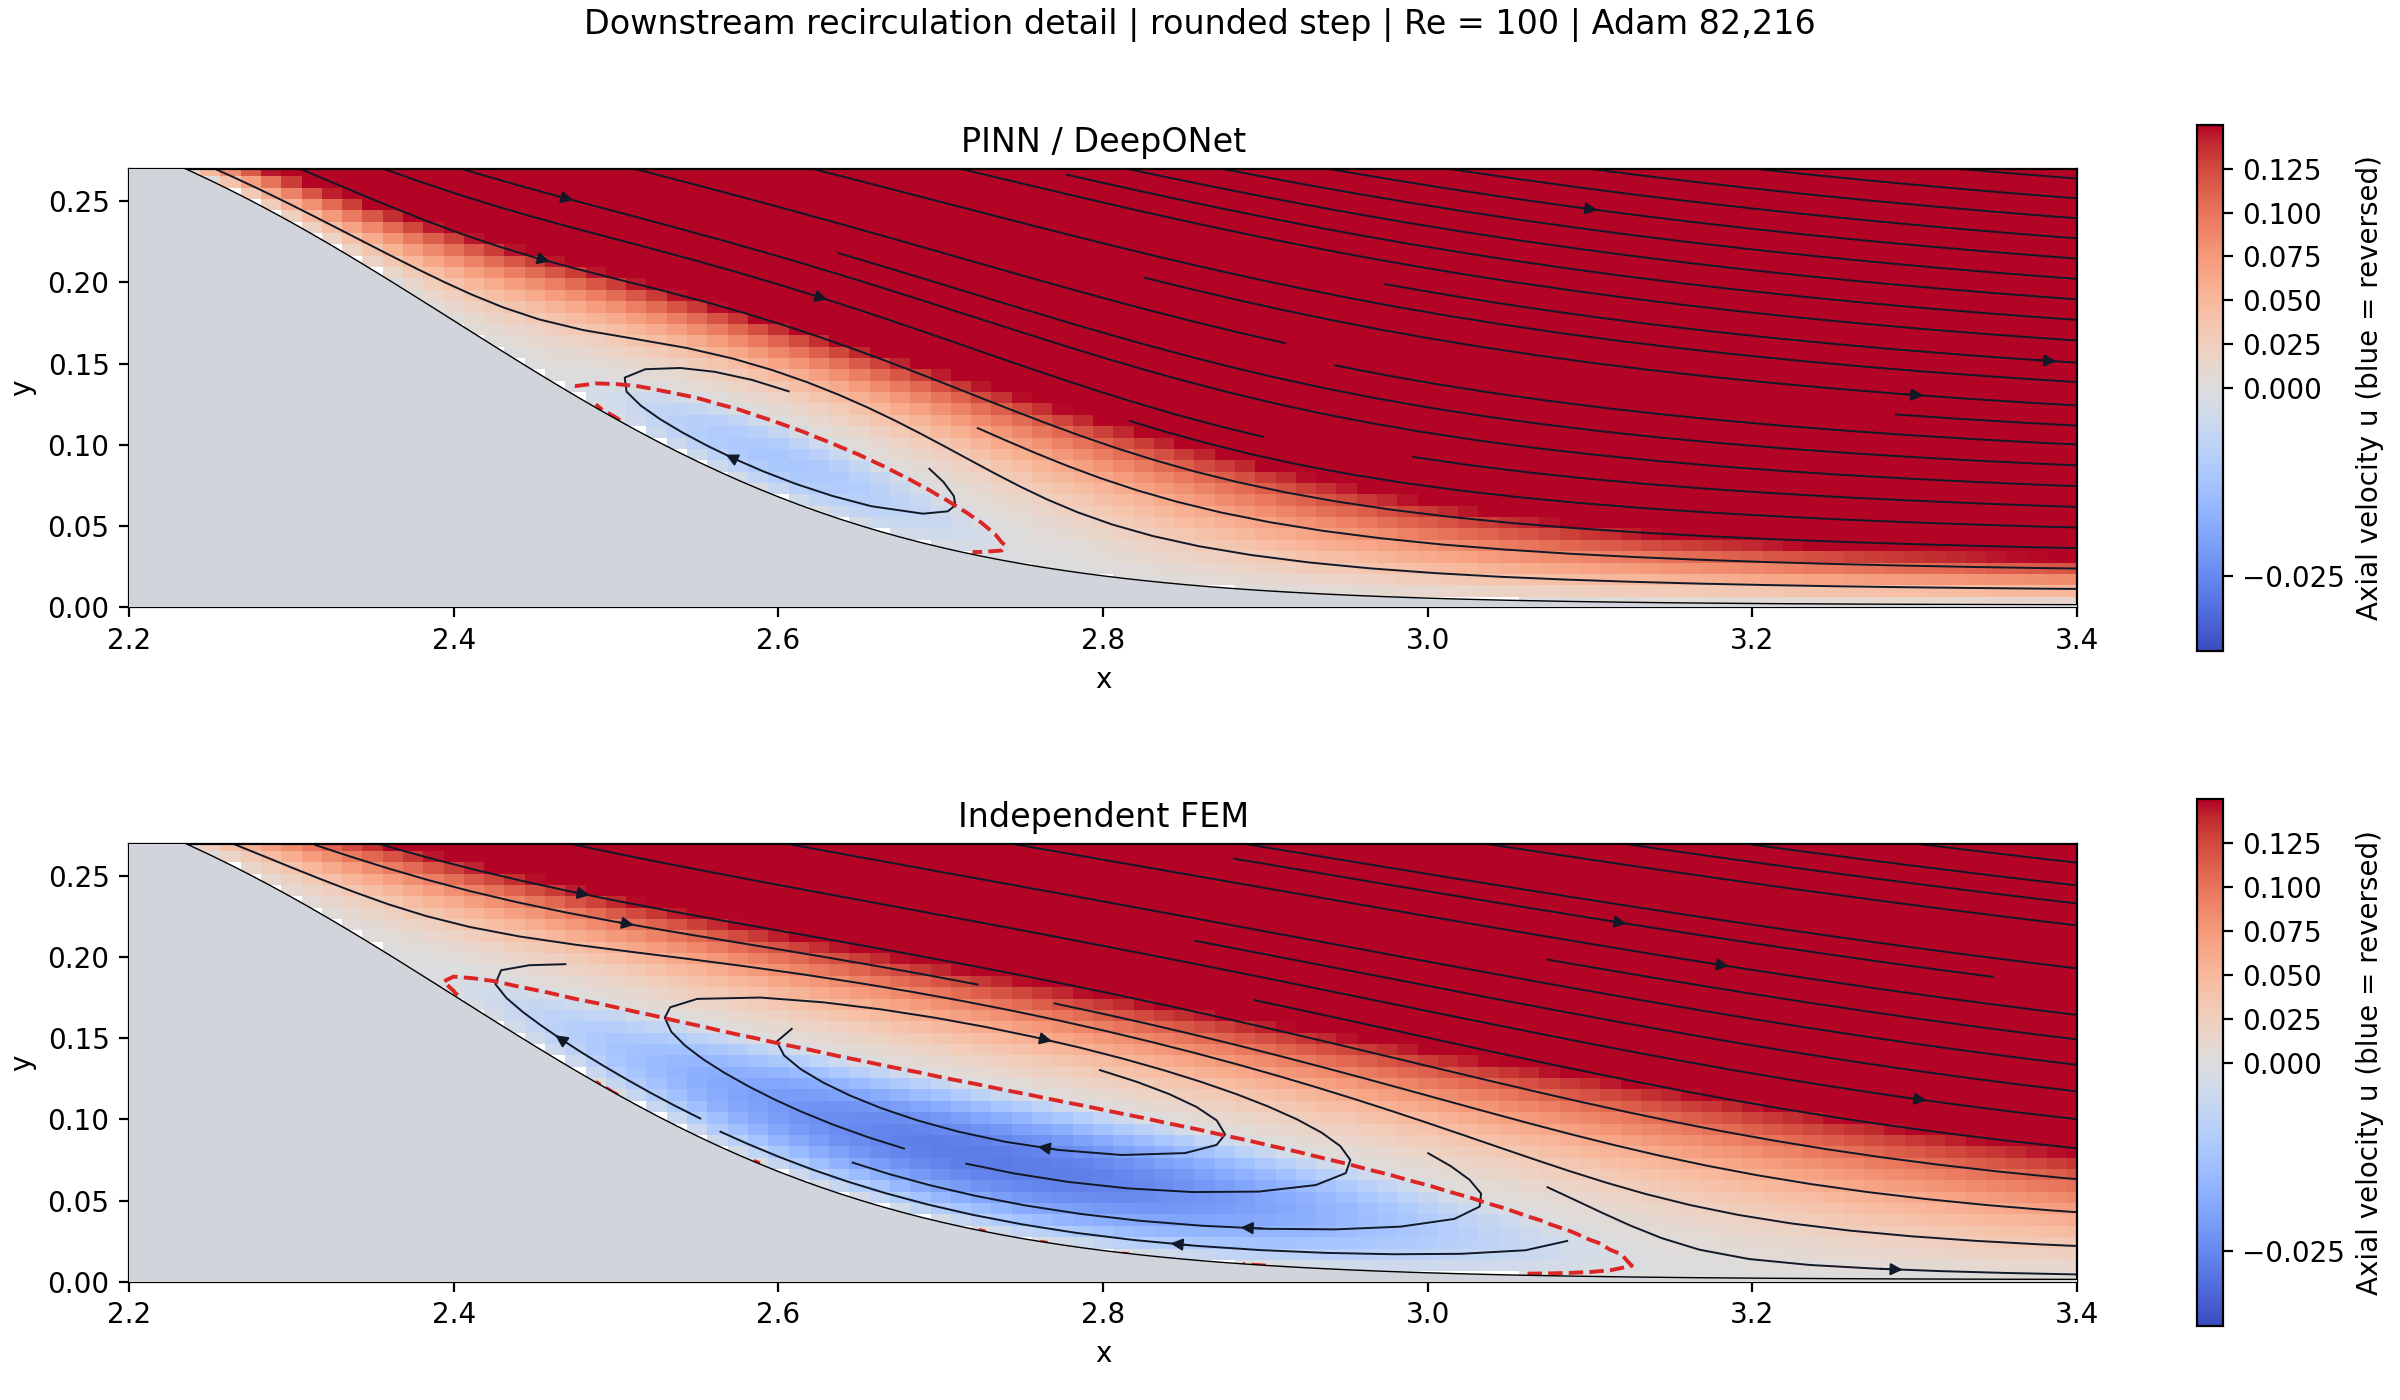 Downstream recirculation detail | rounded step | Re = 100 | Adam 82,216
PINN / DeepONet
0.25
0.20
0.15
0.10
0.05
0.00
y
2.2 2.4 2.6 2.8 3.0 3.2 3.4
x
0.125
0.100
0.075
0.050
0.025
0.000
−0.025
Axial velocity u (blue = reversed)
Independent FEM
0.25
0.20
0.15
0.10
0.05
0.00
y
2.2 2.4 2.6 2.8 3.0 3.2 3.4
x
0.125
0.100
0.075
0.050
0.025
0.000
−0.025
Axial velocity u (blue = reversed)